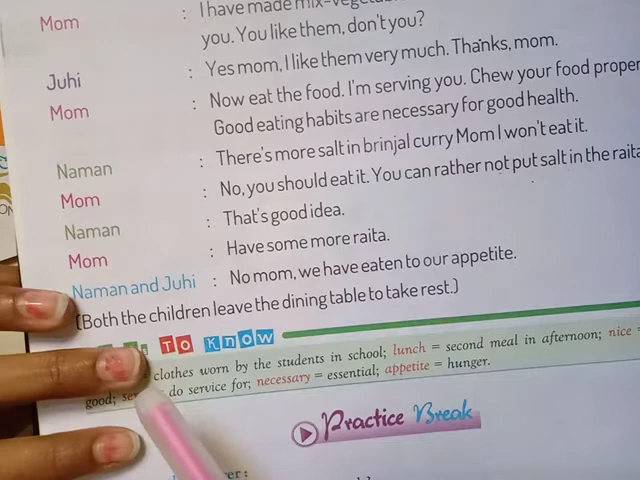 Mom : I have made mix-
you. You like them, don't you?
Juhi : Yes mom, I like them very much. Thanks, mom.
Mom : Now eat the food. I'm serving you. Chew your food
Good eating habits are necessary for good health.
Naman : There's more salt in brinjal curry Mom I won't eat it.
Mom : No, you should eat it. You can rather not put salt in the raita
Naman : That's good idea.
Mom : Have some more raita.
Naman and Juhi : No mom, we have eaten to our appetite.
(Both the children leave the dining table to take rest.)
To Know
clothes worn by the students in school; lunch = second meal in afternoon; nice =
good; do service for; necessary = essential; appetite = hunger.
Practice Break